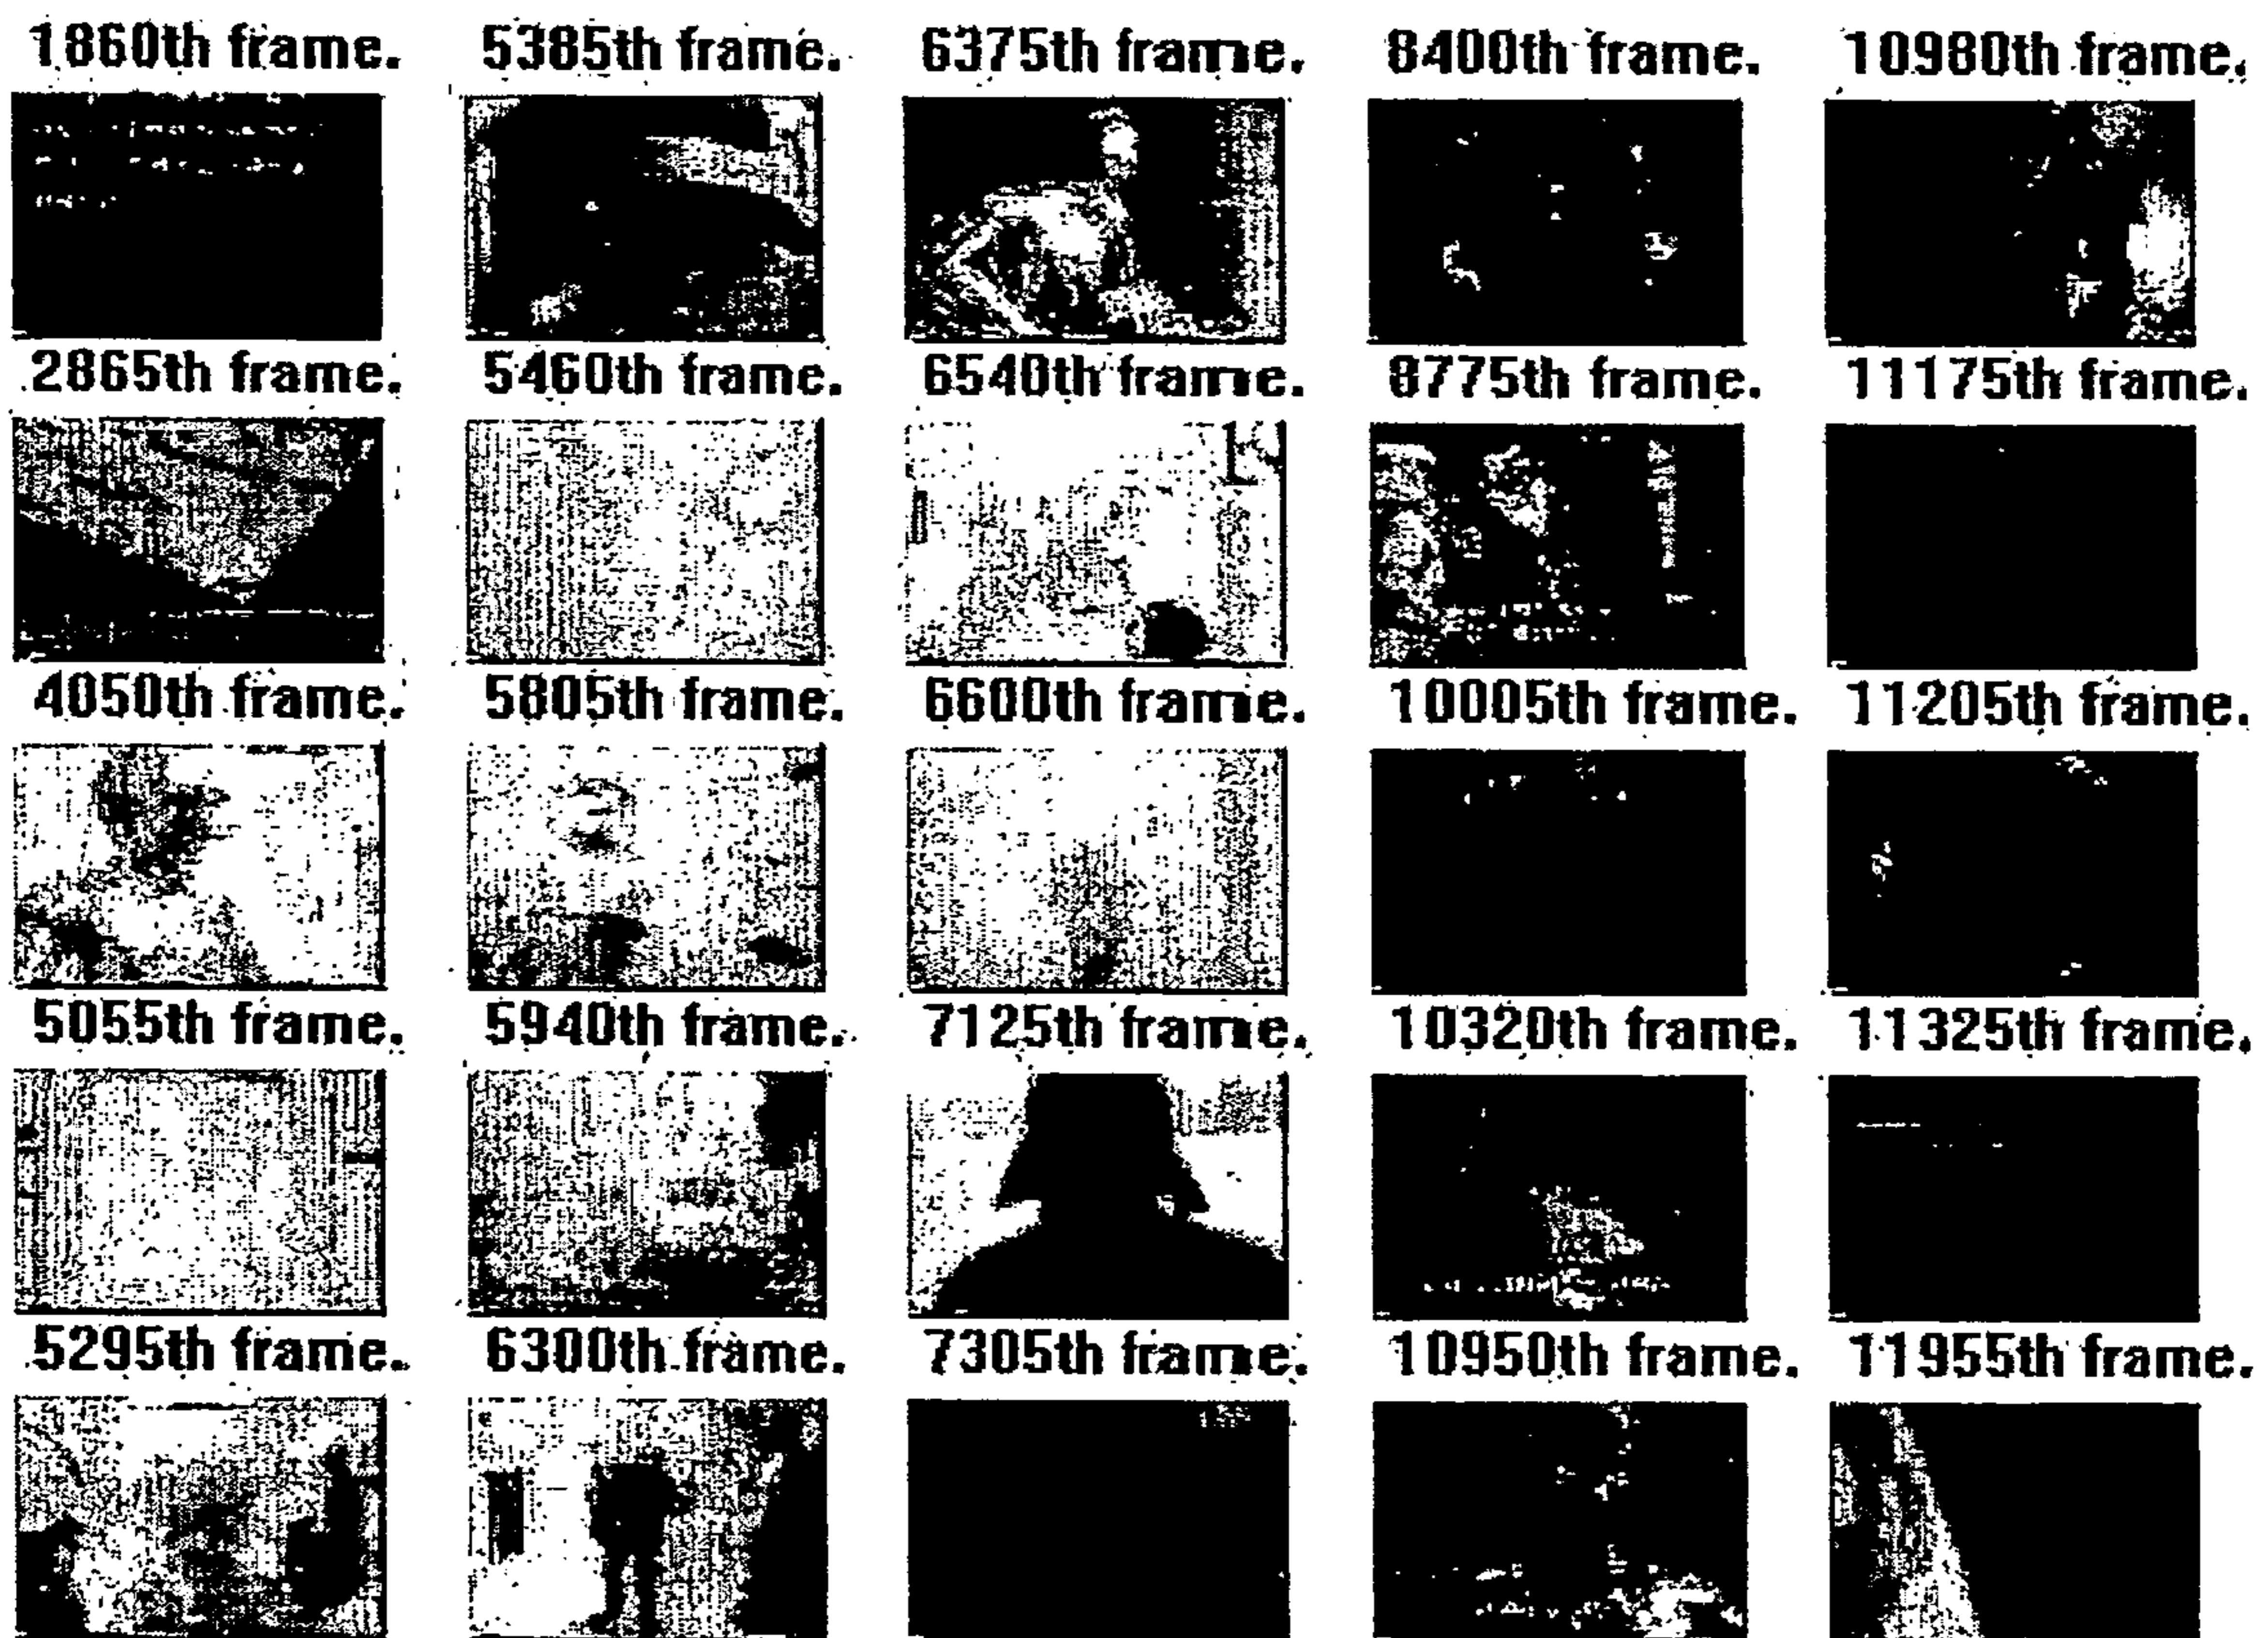 1860th frame. 5385th frame. 6375th frame. 8400th frame. 10980th frame.
2865th frame. 5460th frame. 6540th frame. 8775th frame. 11175th frame.
4050th frame. 5805th frame. 6600th frame. 10005th frame. 11205th frame.
5055th frame. 5940th frame. 7125th frame. 10320th frame. 11325th frame.
5295th frame. 6300th frame. 7305th frame. 10950th frame. 11955th frame.